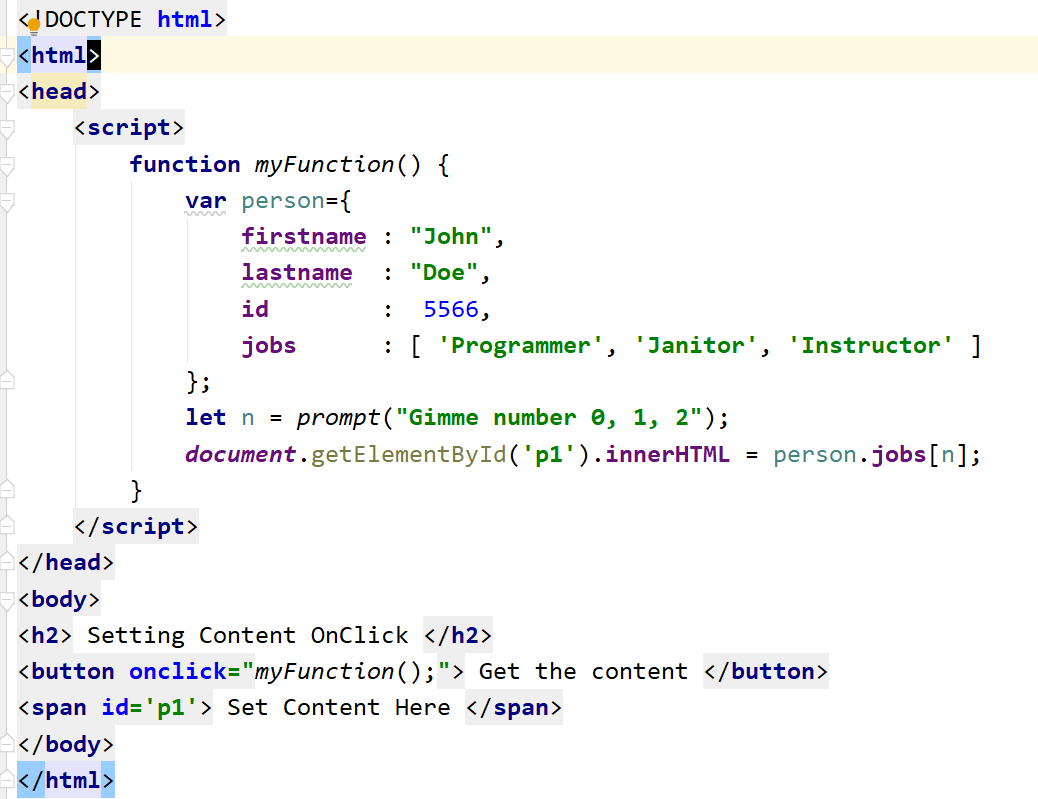 <!DOCTYPE html>
<html>
<head>
    <script>
        function myFunction() {
            var person={
                firstname : "John",
                lastname  : "Doe",
                id        :  5566,
                jobs      : [ 'Programmer', 'Janitor', 'Instructor' ]
            };
            let n = prompt("Gimme number 0, 1, 2");
            document.getElementById('p1').innerHTML = person.jobs[n];
        }
    </script>
</head>
<body>
<h2> Setting Content OnClick </h2>
<button onclick="myFunction();"> Get the content </button>
<span id='p1'> Set Content Here </span>
</body>
</html>